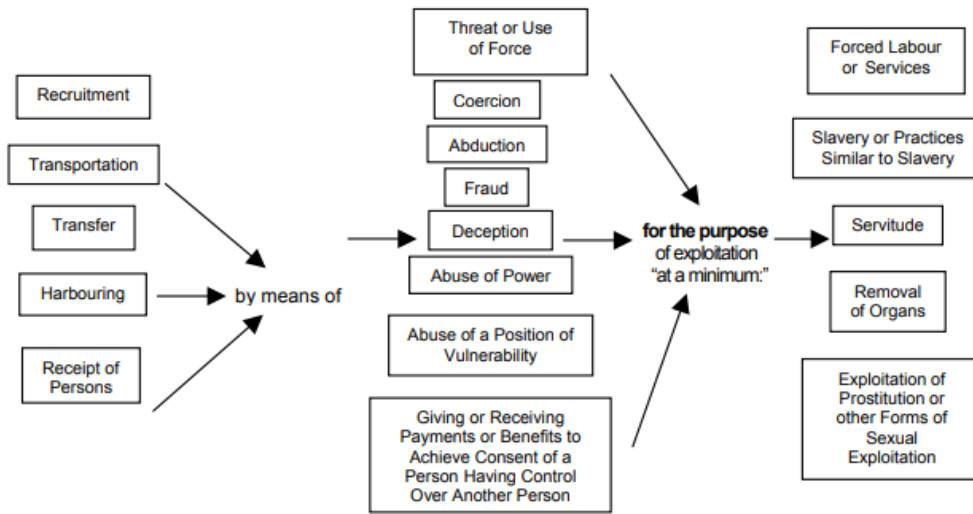 Recruitment
Transportation
Transfer
Harbouring
Receipt of
Persons
by means of
Threat or Use
of Force
Coercion
Abduction
Fraud
Deception
Abuse of Power
Abuse of a Position of
Vulnerability
Giving or Receiving
Payments or Benefits to
Achieve Consent of a
Person Having Control
Over Another Person
for the purpose
of exploitation
“at a minimum:”
Forced Labour
or Services
Slavery or Practices
Similar to Slavery
Servitude
Removal
of Organs
Exploitation of
Prostitution or
other Forms of
Sexual
Exploitation